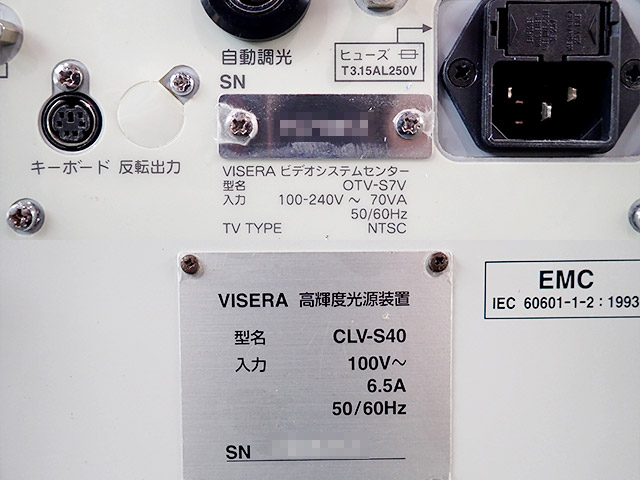 自動調光
SN
ヒューズ
T3.15AL250V
キーボード 反転出力
VISERA ビデオシステムセンター
型名 OTV-S7V
入力 100-240V ～ 70VA
50/60Hz
TV TYPE NTSC
VISERA 高輝度光源装置
型名 CLV-S40
入力 100V～
6.5A
50/60Hz
SN
EMC
IEC 60601-1-2 : 1993